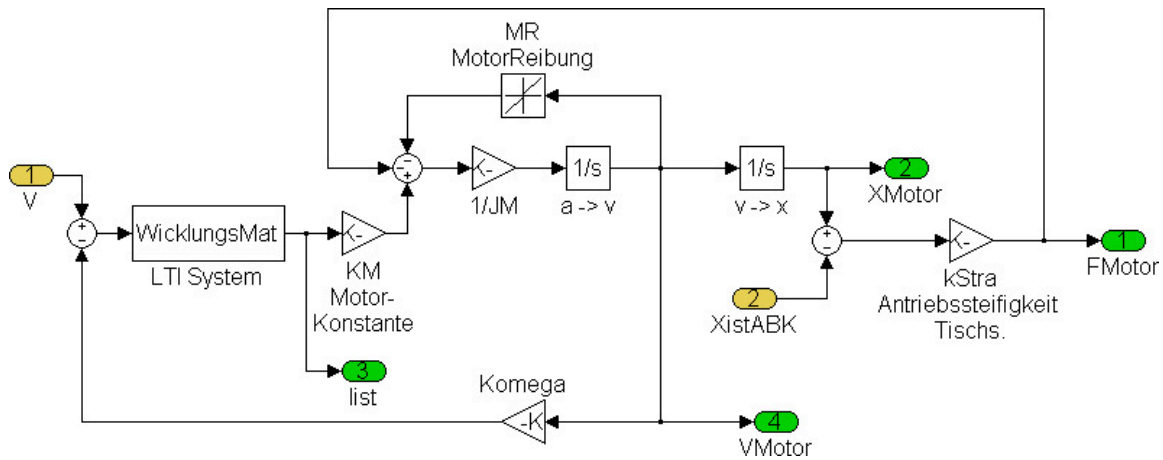 MR
MotorReibung
1
V
+
−
WicklungsMat
LTI System
K-
KM
Motor-
Konstante
−
−
+
K-
1/JM
1/s
a -> v
1/s
v -> x
2
XMotor
+
−
2
XistABK
K-
kStra
Antriebssteifigkeit
Tischs.
1
FMotor
3
Iist
Komega
-K
4
VMotor